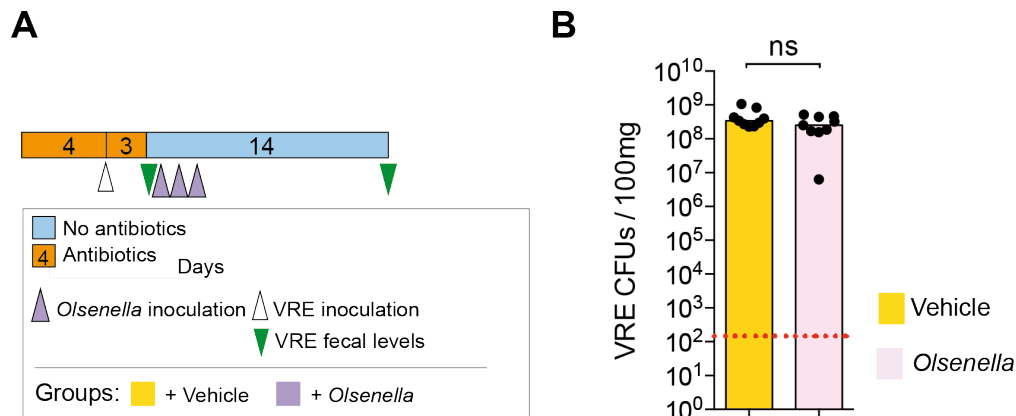 A
4 3 14
No antibiotics
4 Antibiotics
Days
Olsenella inoculation
VRE inoculation
VRE fecal levels
Groups: + Vehicle + Olsenella
B
ns
VRE CFUs / 100mg
10^10
10^9
10^8
10^7
10^6
10^5
10^4
10^3
10^2
10^1
10^0
Vehicle
Olsenella